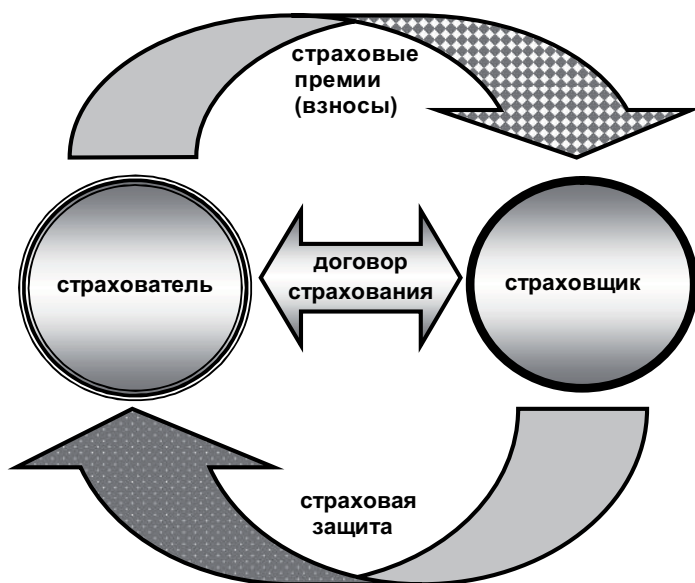 страховые
премии
(взносы)
страхователь
договор
страхования
страховщик
страховая
защита